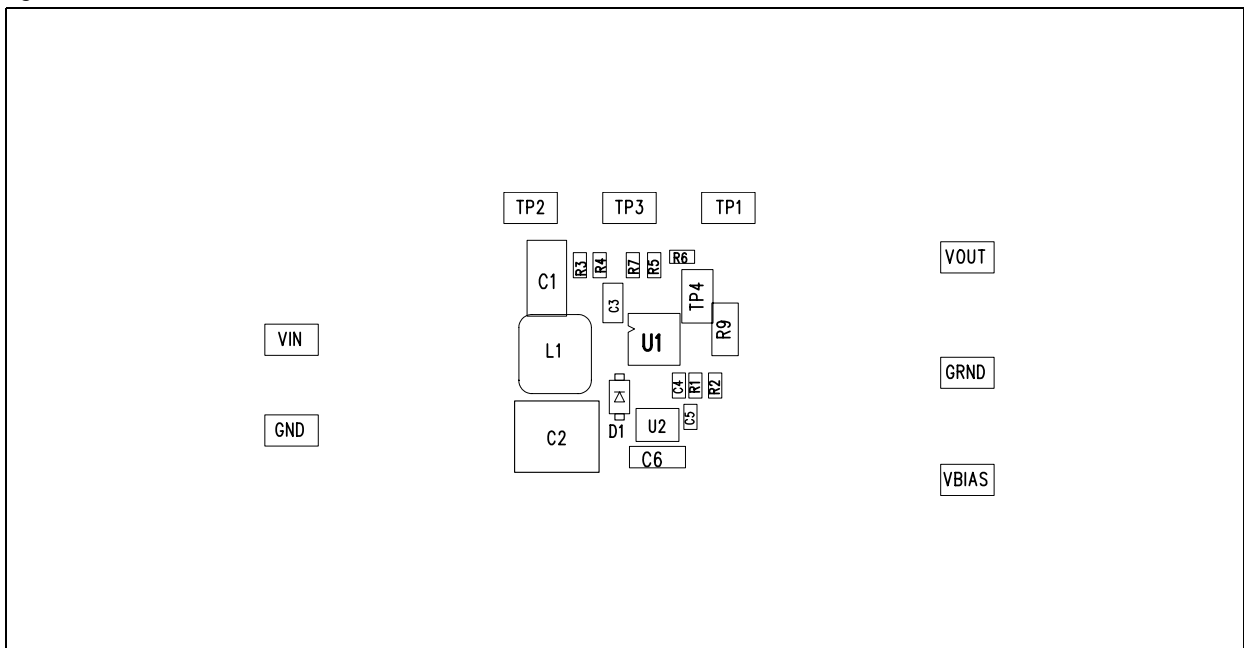 TP2 TP3 TP1
R3 R4 R7 R5 R6
VOUT
C1
TP4
C3
R9
VIN
U1
L1
GRND
C4 R1 R2
C5
GND
D1
U2
C2
C6
VBIAS